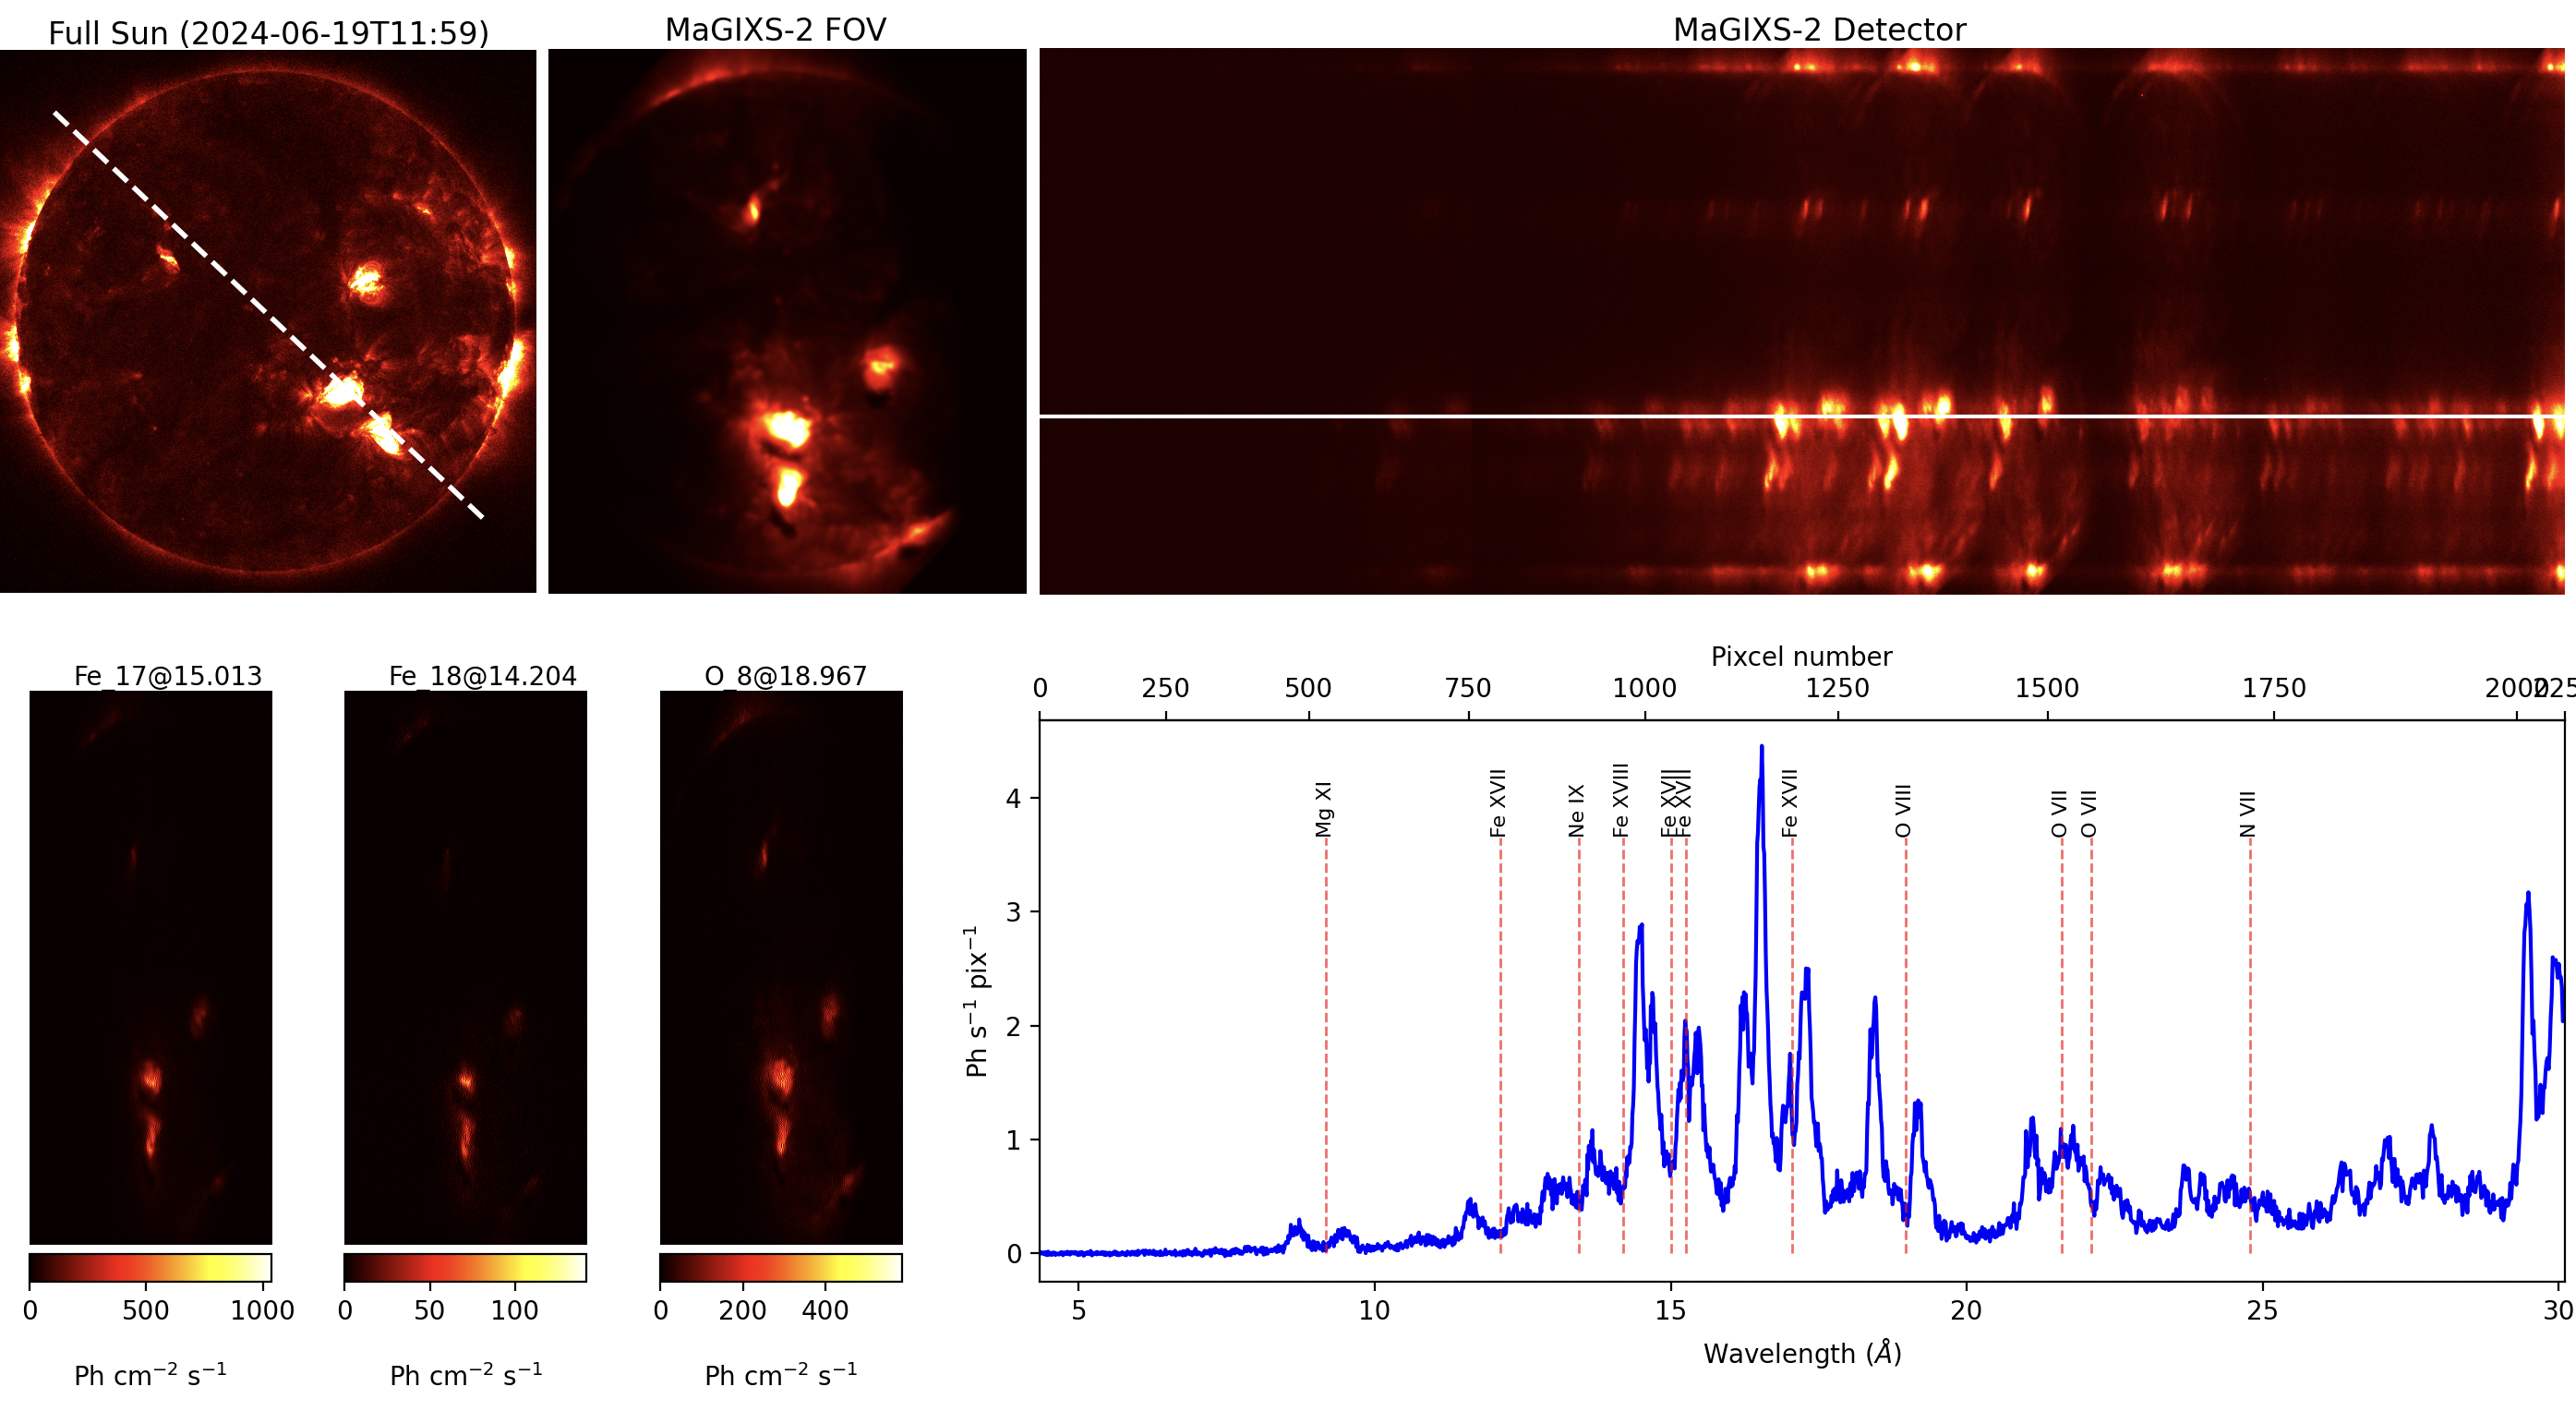 Full Sun (2024-06-19T11:59)
MaGIXS-2 FOV
MaGIXS-2 Detector
Fe_17@15.013
Fe_18@14.204
O_8@18.967
0 500 1000
0 50 100
0 200 400
Ph cm−2 s−1
Ph cm−2 s−1
Ph cm−2 s−1
Pixcel number
0 250 500 750 1000 1250 1500 1750 2000
Mg XI
Fe XVII
Ne IX
Fe XVIII
Fe XVII
Fe XVII
Fe XVII
O VIII
O VII
O VII
N VII
Ph s−1 pix−1
4
3
2
1
0
5 10 15 20 25 30
Wavelength (Å)